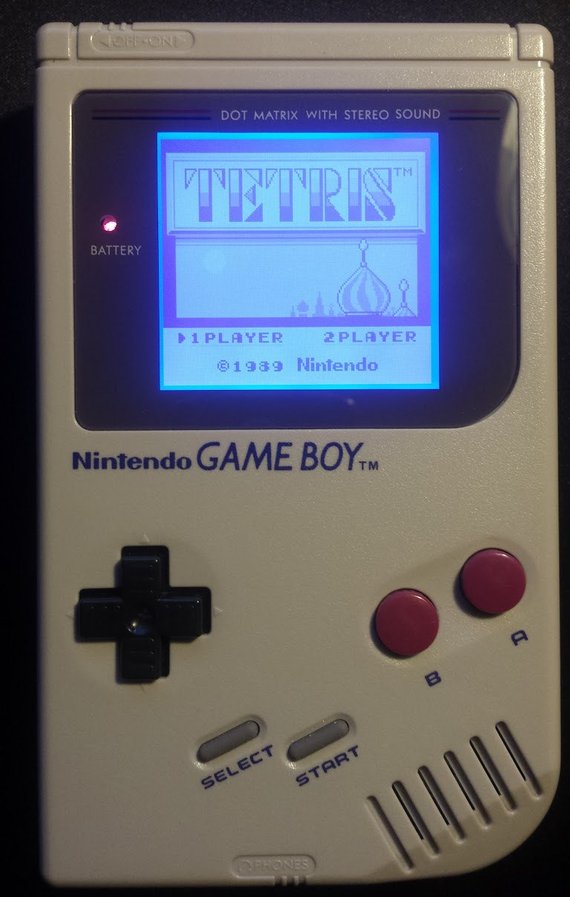 ◁OFF•ON▷
DOT MATRIX WITH STEREO SOUND
BATTERY
TETRIS™
▶1PLAYER 2PLAYER
©1989 Nintendo
Nintendo GAME BOY™
B A
SELECT START
PHONES